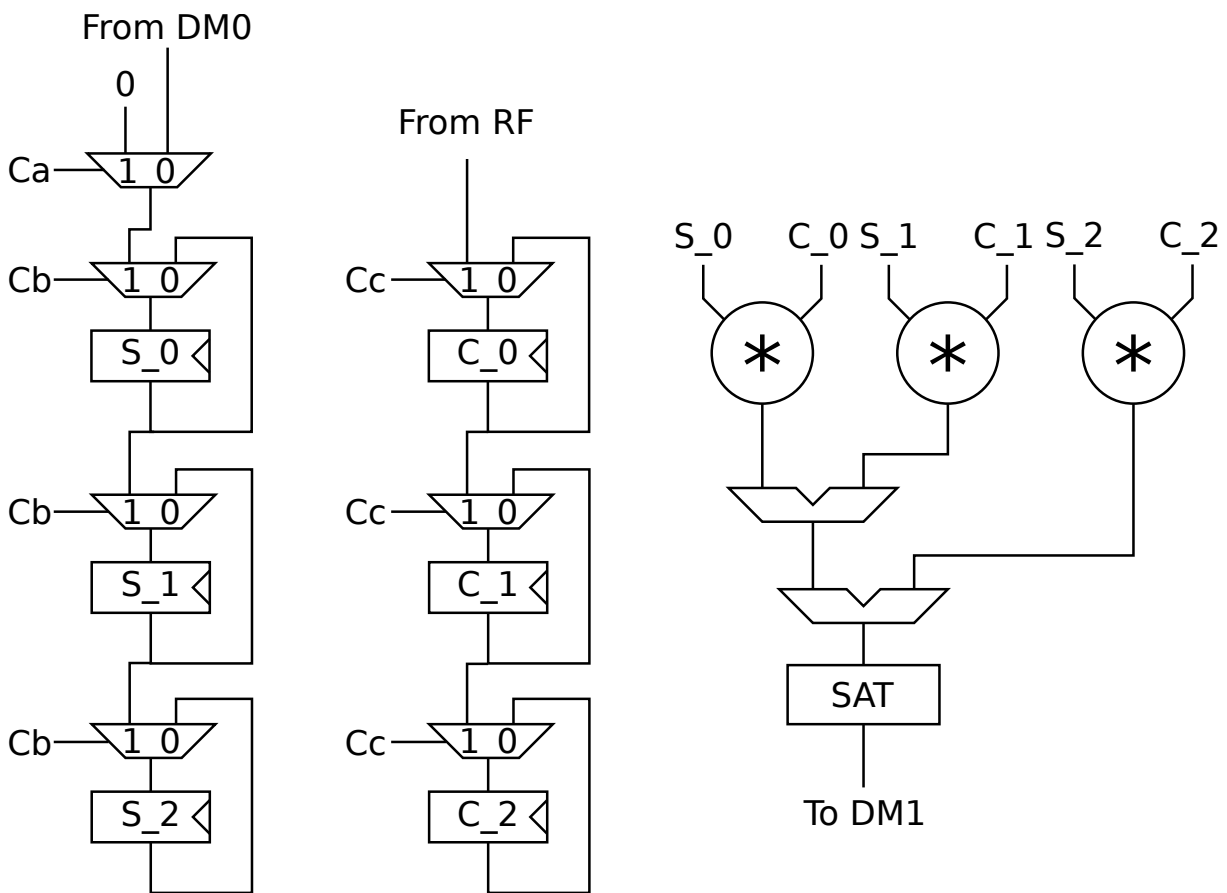 From DM0
0
Ca
1 0
From RF
Cb
1 0
S_0
Cc
1 0
C_0
Cb
1 0
S_1
Cc
1 0
C_1
Cb
1 0
S_2
Cc
1 0
C_2
S_0 C_0 S_1 C_1 S_2 C_2
* * *
SAT
To DM1